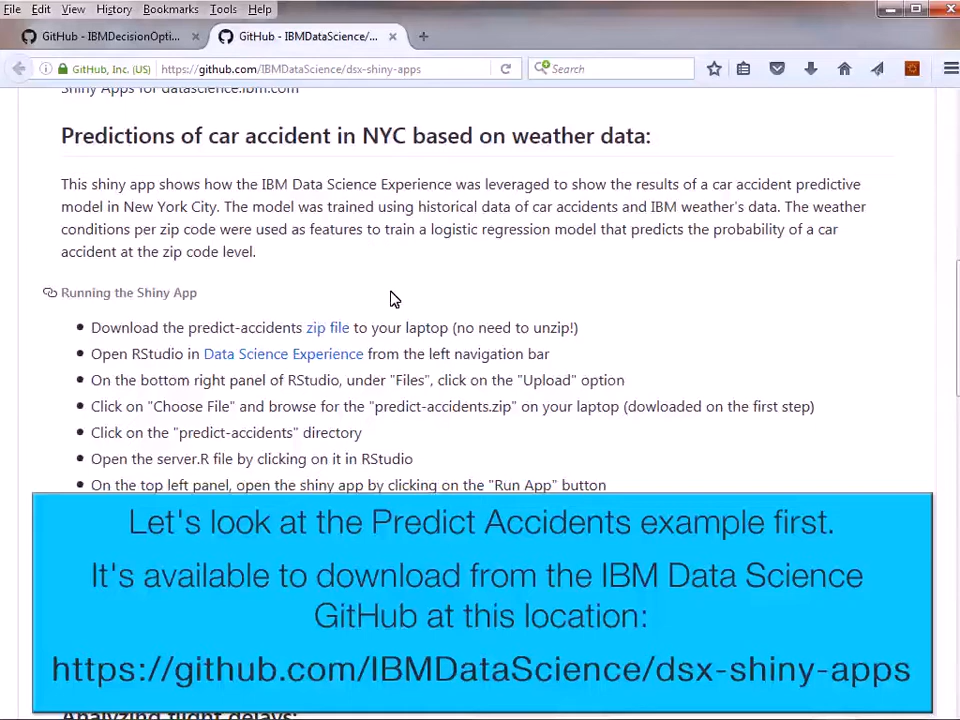 File Edit View History Bookmarks Tools Help
GitHub - IBMDecisionOpti...
GitHub - IBMDataScience/...
GitHub, Inc. (US)
https://github.com/IBMDataScience/dsx-shiny-apps
Search
Shiny Apps for datascience.ibm.com
Predictions of car accident in NYC based on weather data:
This shiny app shows how the IBM Data Science Experience was leveraged to show the results of a car accident predictive
model in New York City. The model was trained using historical data of car accidents and IBM weather's data. The weather
conditions per zip code were used as features to train a logistic regression model that predicts the probability of a car
accident at the zip code level.
Running the Shiny App
Download the predict-accidents zip file to your laptop (no need to unzip!)
Open RStudio in Data Science Experience from the left navigation bar
On the bottom right panel of RStudio, under "Files", click on the "Upload" option
Click on "Choose File" and browse for the "predict-accidents.zip" on your laptop (dowloaded on the first step)
Click on the "predict-accidents" directory
Open the server.R file by clicking on it in RStudio
On the top left panel, open the shiny app by clicking on the "Run App" button
Let's look at the Predict Accidents example first.
It's available to download from the IBM Data Science
GitHub at this location:
https://github.com/IBMDataScience/dsx-shiny-apps
Analyzing flight delays: